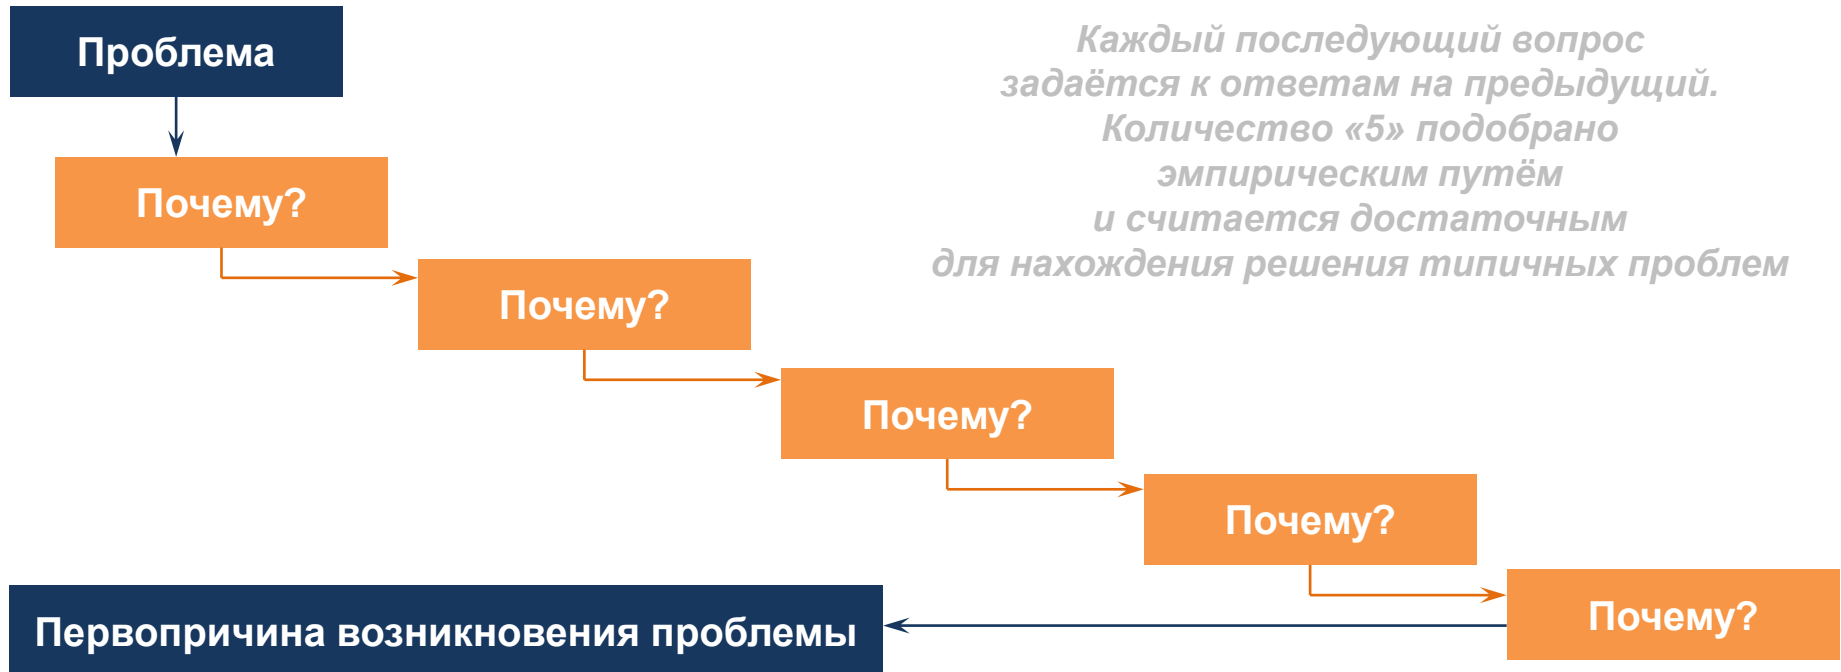 Проблема
Каждый последующий вопрос
задаётся к ответам на предыдущий.
Количество «5» подобрано
эмпирическим путём
и считается достаточным
для нахождения решения типичных проблем
Почему?
Почему?
Почему?
Почему?
Почему?
Первопричина возникновения проблемы